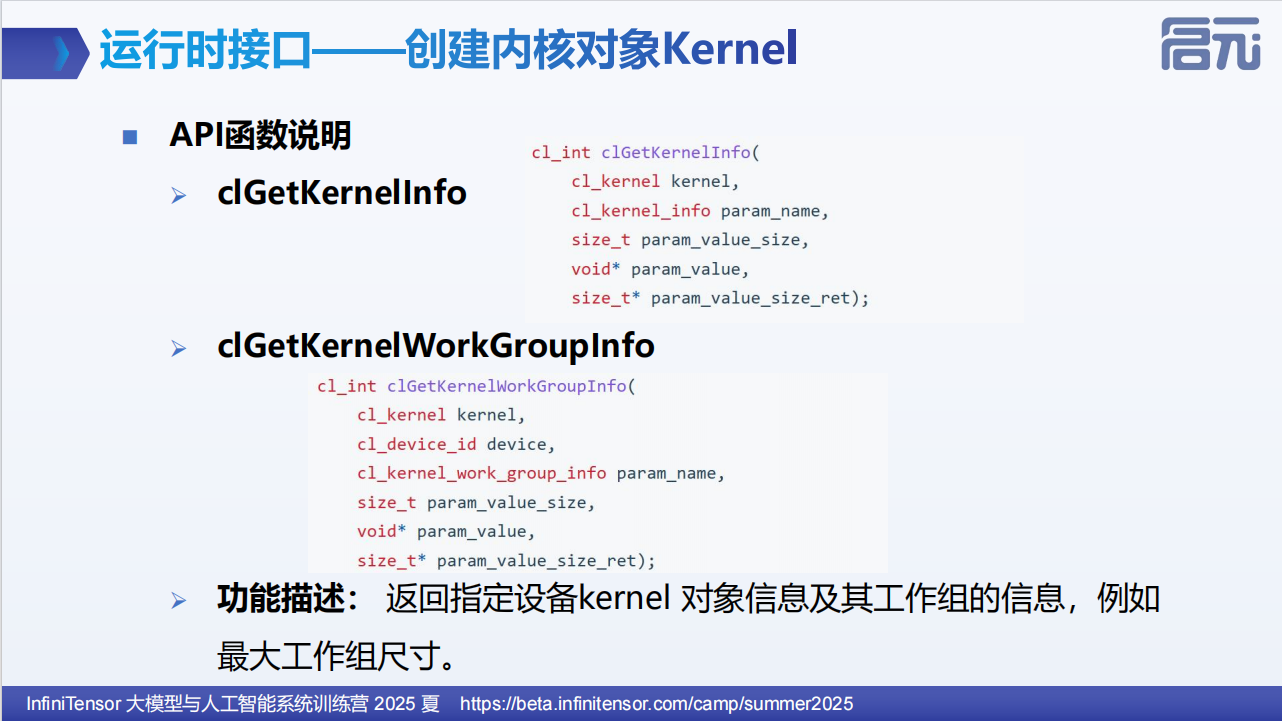 运行时接口——创建内核对象Kernel
启元
API函数说明
clGetKernelInfo
cl_int clGetKernelInfo(
cl_kernel kernel,
cl_kernel_info param_name,
size_t param_value_size,
void* param_value,
size_t* param_value_size_ret);
clGetKernelWorkGroupInfo
cl_int clGetKernelWorkGroupInfo(
cl_kernel kernel,
cl_device_id device,
cl_kernel_work_group_info param_name,
size_t param_value_size,
void* param_value,
size_t* param_value_size_ret);
功能描述： 返回指定设备kernel 对象信息及其工作组的信息，例如
最大工作组尺寸。
InfiniTensor 大模型与人工智能系统训练营 2025 夏 https://beta.infinitensor.com/camp/summer2025